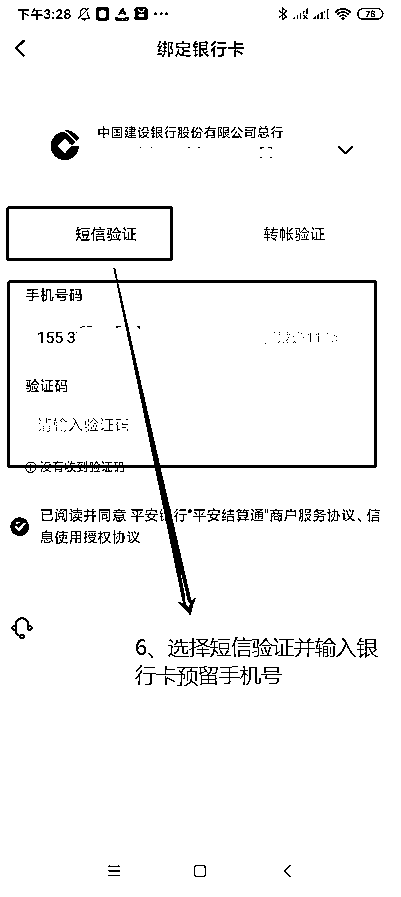 下午3:28
76
绑定银行卡
中国建设银行股份有限公司总行
短信验证 转帐验证
手机号码
155 3
验证码
请输入验证码
没有收到验证码
已阅读并同意 平安银行"平安结算通"商户服务协议、信
息使用授权协议
6、选择短信验证并输入银
行卡预留手机号